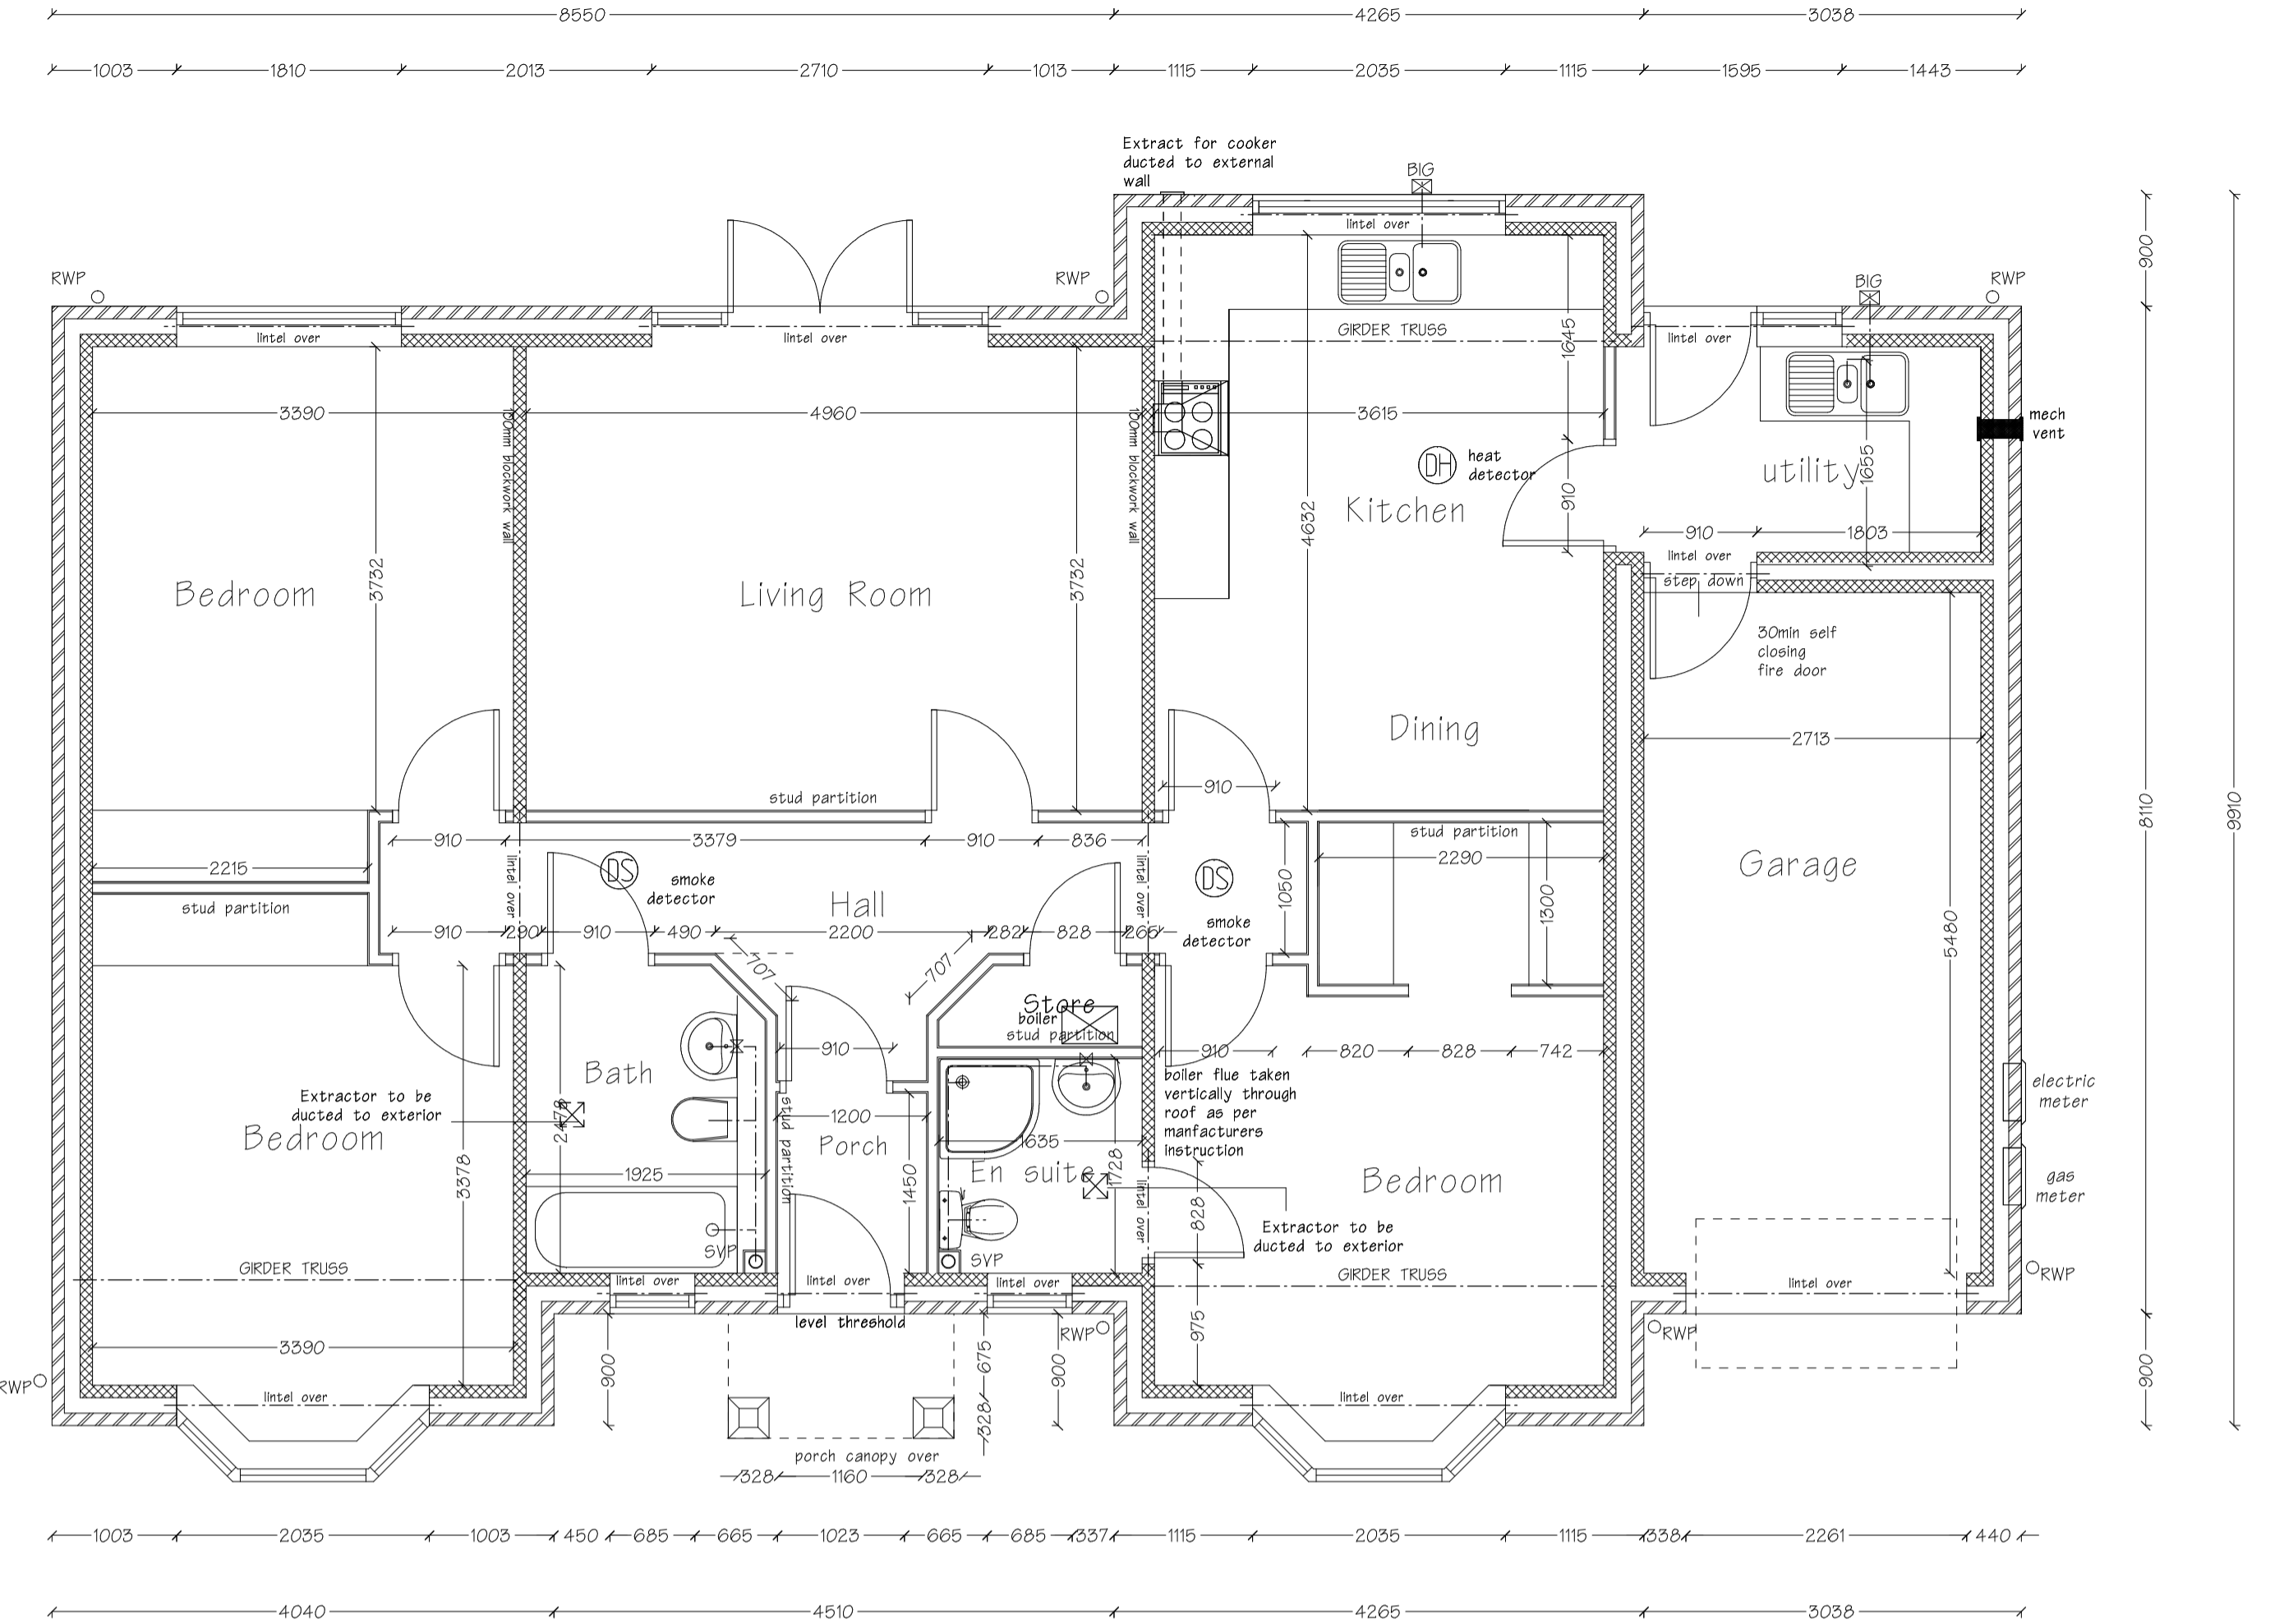 8550 4265 3038
1003 1810 2013 2710 1013 1115 2035 1115 1595 1443
Extract for cooker
ducted to external
wall
BIG
lintel over
900
RWP
RWP
BIG
RWP
lintel over
lintel over
GIRDER TRUSS
1645
lintel over
3390
4960
3615
100mm blockwork wall
100mm blockwork wall
mech
vent
DH
heat
detector
utility
1655
910
Kitchen
4632
910 1803
lintel over
step down
3732
3732
Bedroom
Living Room
30min self
closing
fire door
Dining
2713
910
stud partition
8110
9910
910 3379 910 836
stud partition
2290
2215
DS
smoke
detector
DS
lintel over
lintel over
1050
1300
Garage
stud partition
Hall
smoke
detector
910 290 910 490 2200 282 828 266
5480
707
707
Store
boiler
stud partition
910
910 820 828 742
Bath
boiler flue taken
vertically through
roof as per
manfacturers
instruction
electric
meter
Extractor to be
ducted to exterior
2478
1200
stud partition
Bedroom
Porch
1635
3378
1925
1450
En suite
1728
Bedroom
gas
meter
lintel over
828
Extractor to be
ducted to exterior
SVP
SVP
GIRDER TRUSS
GIRDER TRUSS
RWP
lintel over
lintel over
lintel over
lintel over
level threshold
RWP
RWP
975
3390
900
675
900
900
RWP
lintel over
lintel over
328
porch canopy over
328 1160 328
1003 2035 1003 450 685 665 1023 665 685 337 1115 2035 1115 338 2261 440
4040 4510 4265 3038